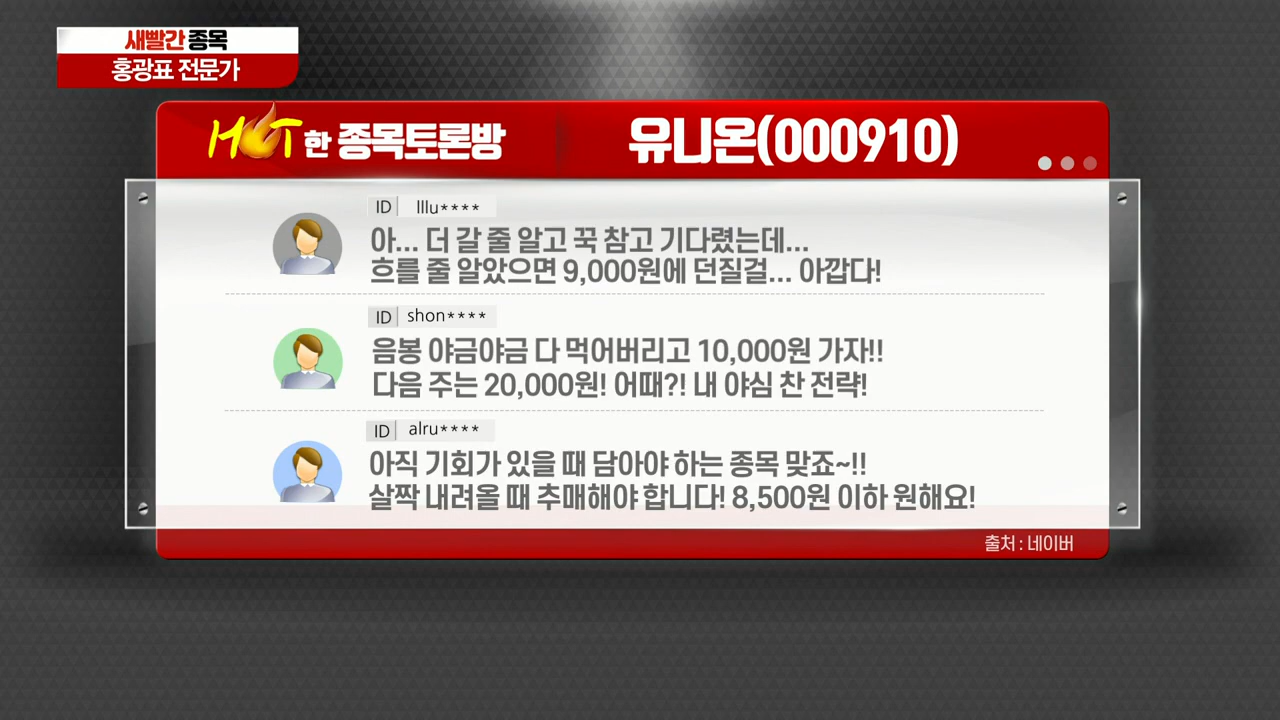 새빨간 종목
홍광표 전문가
HOT한 종목토론방
유니온(000910)
ID lllu****
아... 더 갈 줄 알고 꾹 참고 기다렸는데...
흐를 줄 알았으면 9,000원에 던질걸... 아깝다!
ID shon****
음봉 야금야금 다 먹어버리고 10,000원 가자!!
다음 주는 20,000원! 어때?! 내 야심 찬 전략!
ID alru****
아직 기회가 있을 때 담아야 하는 종목 맞죠~!!
살짝 내려올 때 추매해야 합니다! 8,500원 이하 원해요!
출처 : 네이버